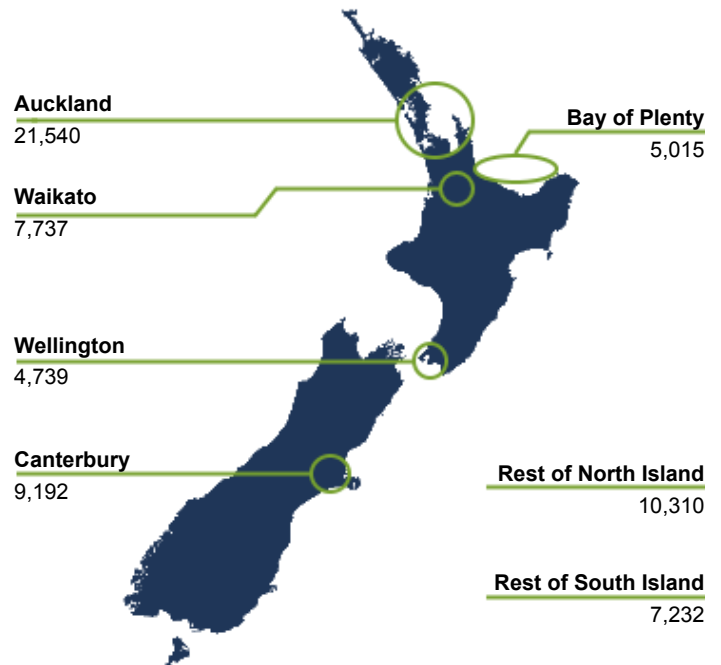 Auckland
21,540
Bay of Plenty
5,015
Waikato
7,737
Wellington
4,739
Canterbury
9,192
Rest of North Island
10,310
Rest of South Island
7,232